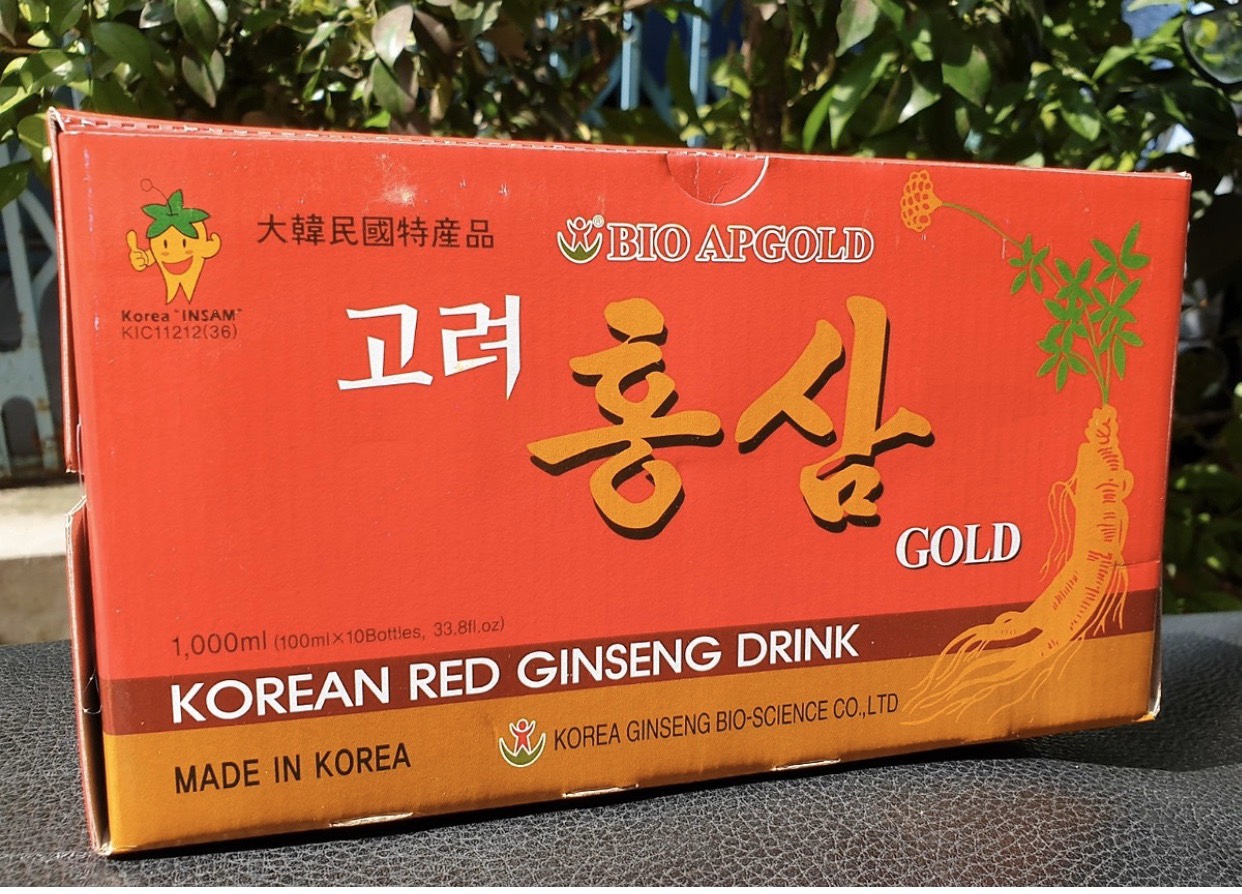 大韓民國特産品
BIO APGOLD®
Korea "INSAM"
KIC11212(36)
고려
홍삼
GOLD
1,000ml (100ml×10Bottles, 33.8fl.oz)
KOREAN RED GINSENG DRINK
MADE IN KOREA
KOREA GINSENG BIO-SCIENCE CO.,LTD